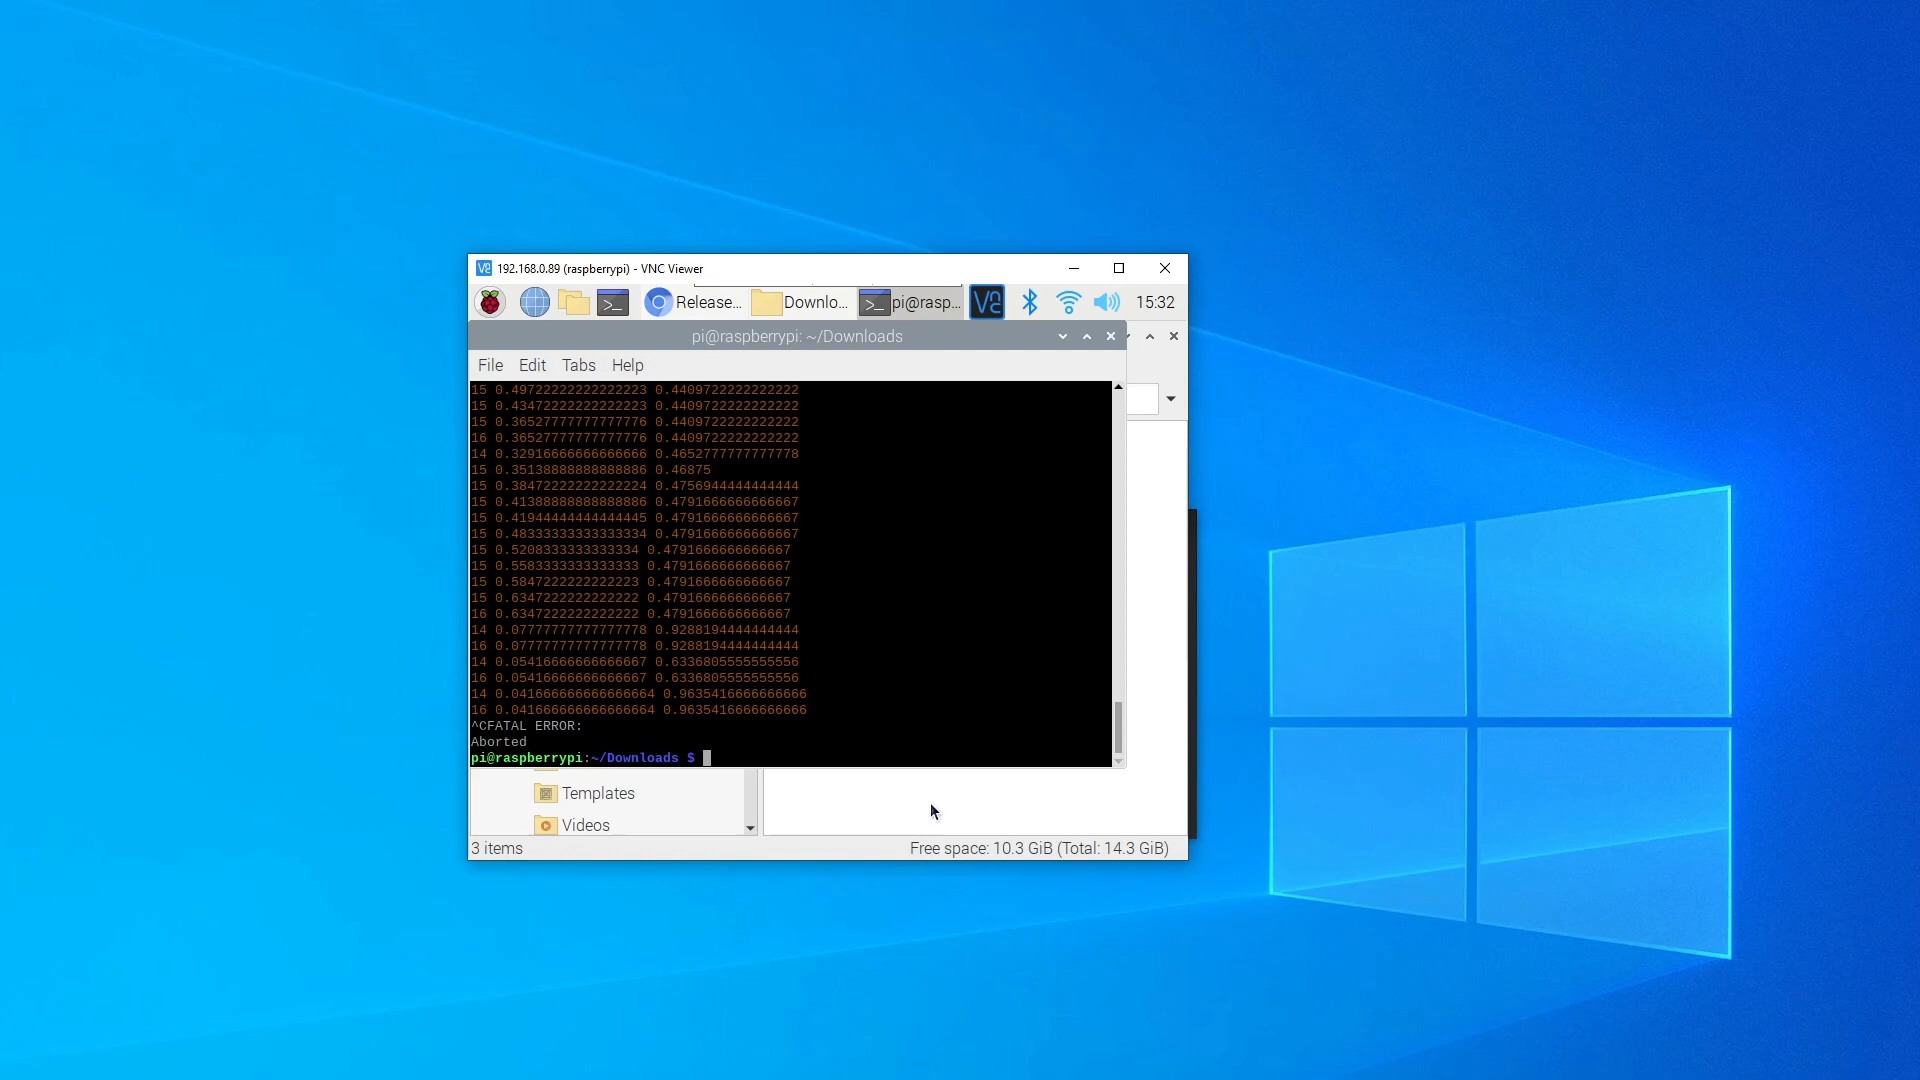 192.168.0.89 (raspberrypi) - VNC Viewer
Release... Downlo... pi@rasp... 15:32
pi@raspberrypi: ~/Downloads
File Edit Tabs Help
15 0.49722222222222223 0.4409722222222222
15 0.43472222222222223 0.4409722222222222
15 0.36527777777777776 0.4409722222222222
16 0.36527777777777776 0.4409722222222222
14 0.32916666666666666 0.4652777777777778
15 0.35138888888888886 0.46875
15 0.38472222222222224 0.4756944444444444
15 0.41388888888888886 0.4791666666666667
15 0.41944444444444445 0.4791666666666667
15 0.48333333333333334 0.4791666666666667
15 0.5208333333333334 0.4791666666666667
15 0.5583333333333333 0.4791666666666667
15 0.5847222222222223 0.4791666666666667
15 0.6347222222222222 0.4791666666666667
16 0.6347222222222222 0.4791666666666667
14 0.07777777777777778 0.9288194444444444
16 0.07777777777777778 0.9288194444444444
14 0.05416666666666667 0.6336805555555556
16 0.05416666666666667 0.6336805555555556
14 0.041666666666666664 0.9635416666666666
16 0.041666666666666664 0.9635416666666666
^CFATAL ERROR:
Aborted
pi@raspberrypi:~/Downloads $
Templates
Videos
3 items Free space: 10.3 GiB (Total: 14.3 GiB)